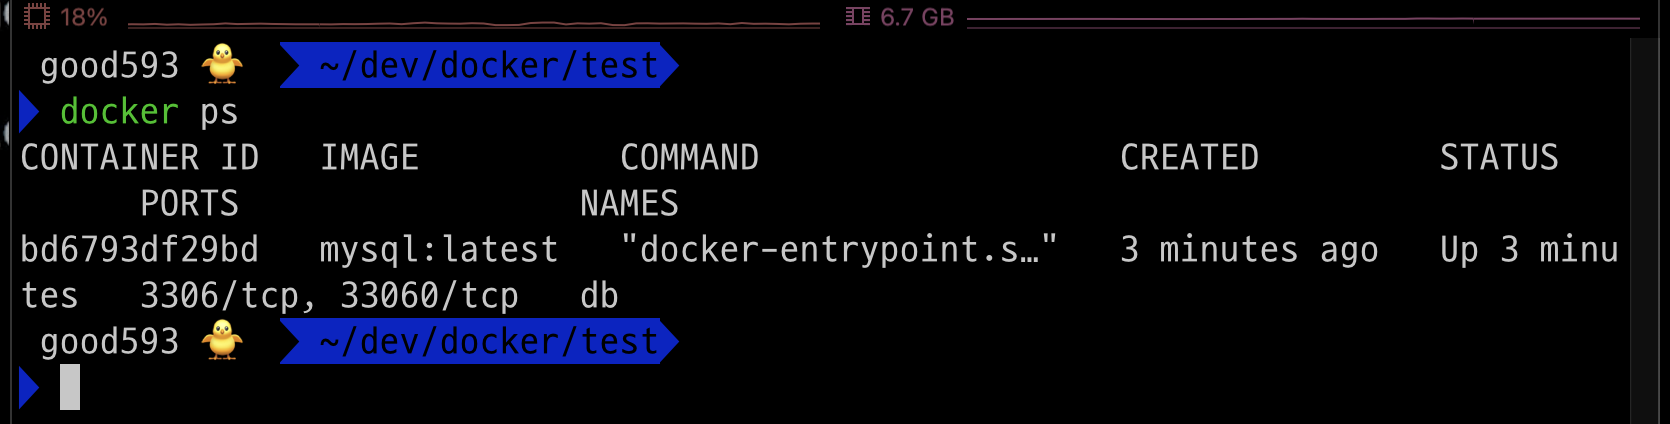 18% 6.7 GB
good593 🐥 ~/dev/docker/test
docker ps
CONTAINER ID   IMAGE          COMMAND                  CREATED         STATUS
      PORTS                 NAMES
bd6793df29bd   mysql:latest   "docker-entrypoint.s…"   3 minutes ago   Up 3 minu
tes   3306/tcp, 33060/tcp   db
good593 🐥 ~/dev/docker/test